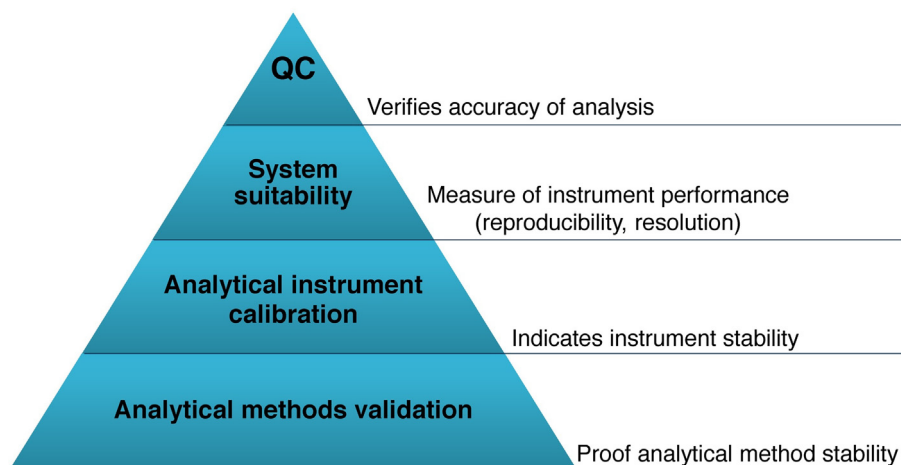 QC
Verifies accuracy of analysis
System
suitability
Measure of instrument performance
(reproducibility, resolution)
Analytical instrument
calibration
Indicates instrument stability
Analytical methods validation
Proof analytical method stability